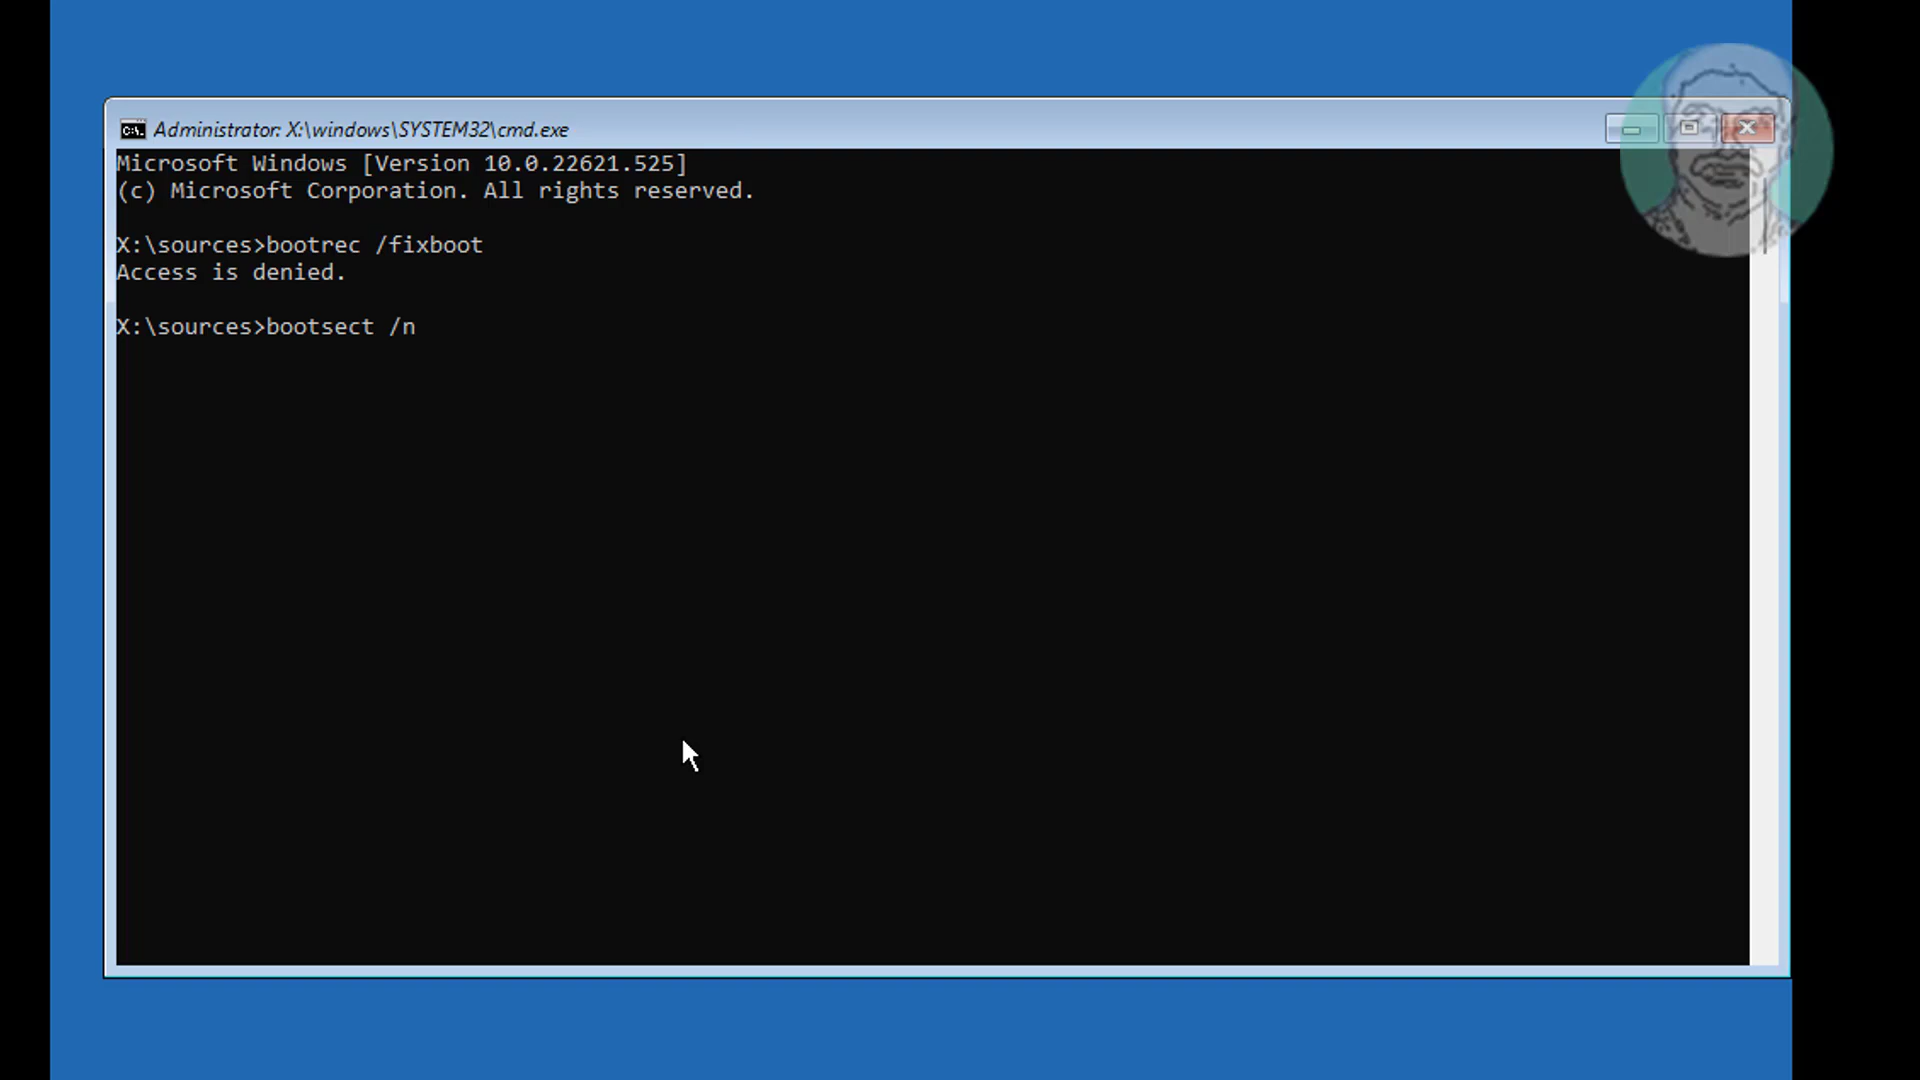 Administrator: X:\windows\SYSTEM32\cmd.exe
Microsoft Windows [Version 10.0.22621.525]
(c) Microsoft Corporation. All rights reserved.
X:\sources>bootrec /fixboot
Access is denied.
X:\sources>bootsect /n